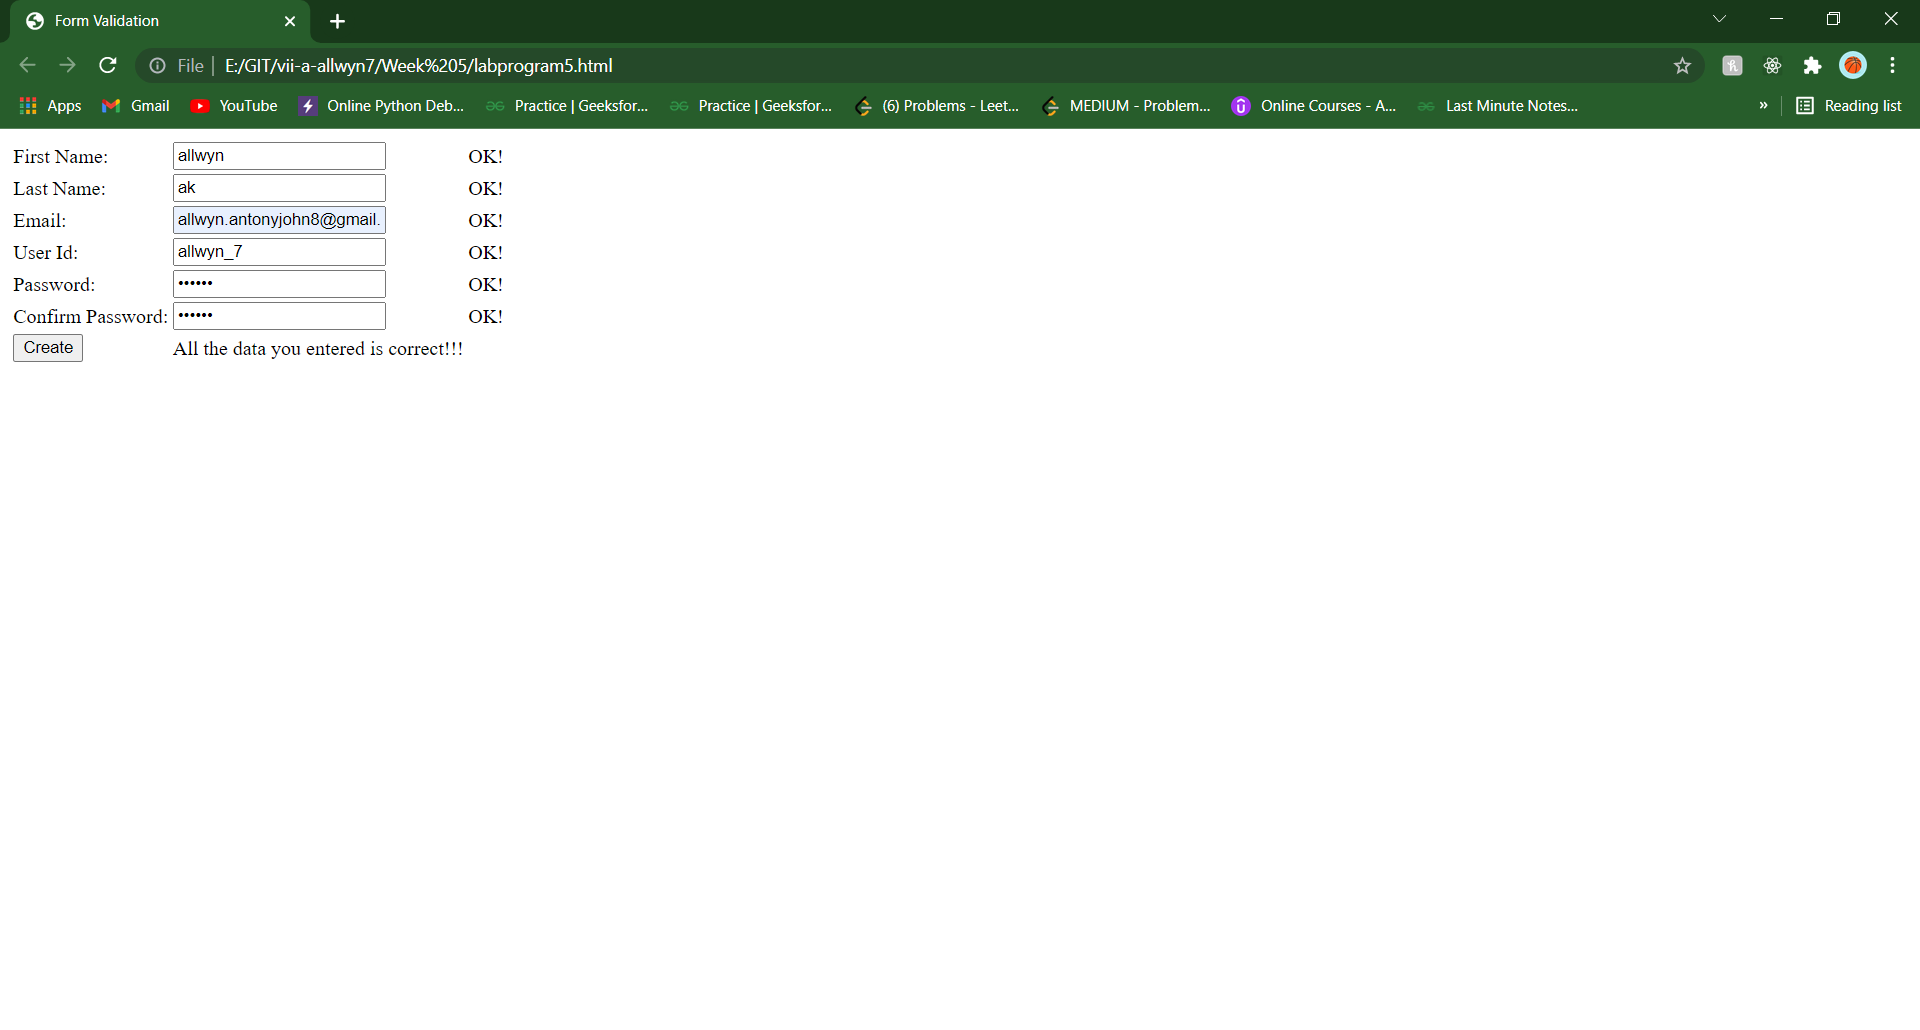 Form Validation
File | E:/GIT/vii-a-allwyn7/Week%205/labprogram5.html
Apps Gmail YouTube Online Python Deb... Practice | Geeksfor... Practice | Geeksfor... (6) Problems - Leet... MEDIUM - Problem... Online Courses - A... Last Minute Notes... » Reading list
First Name: allwyn OK!
Last Name: ak OK!
Email: allwyn.antonyjohn8@gmail. OK!
User Id: allwyn_7 OK!
Password: •••••• OK!
Confirm Password: •••••• OK!
Create All the data you entered is correct!!!